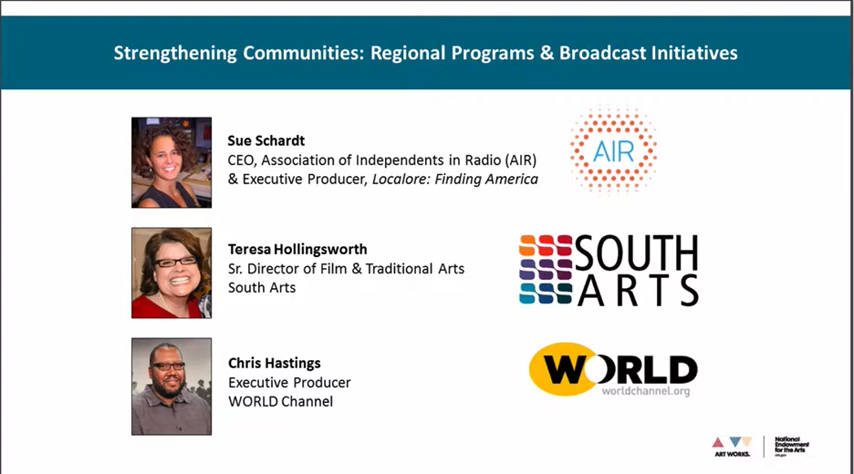 Strengthening Communities: Regional Programs & Broadcast Initiatives
Sue Schardt
CEO, Association of Independents in Radio (AIR)
& Executive Producer, Localore: Finding America
AIR
Teresa Hollingsworth
Sr. Director of Film & Traditional Arts
South Arts
SOUTH
ARTS
Chris Hastings
Executive Producer
WORLD Channel
WORLD
worldchannel.org
ART WORKS.
National
Endowment
for the Arts
arts.gov